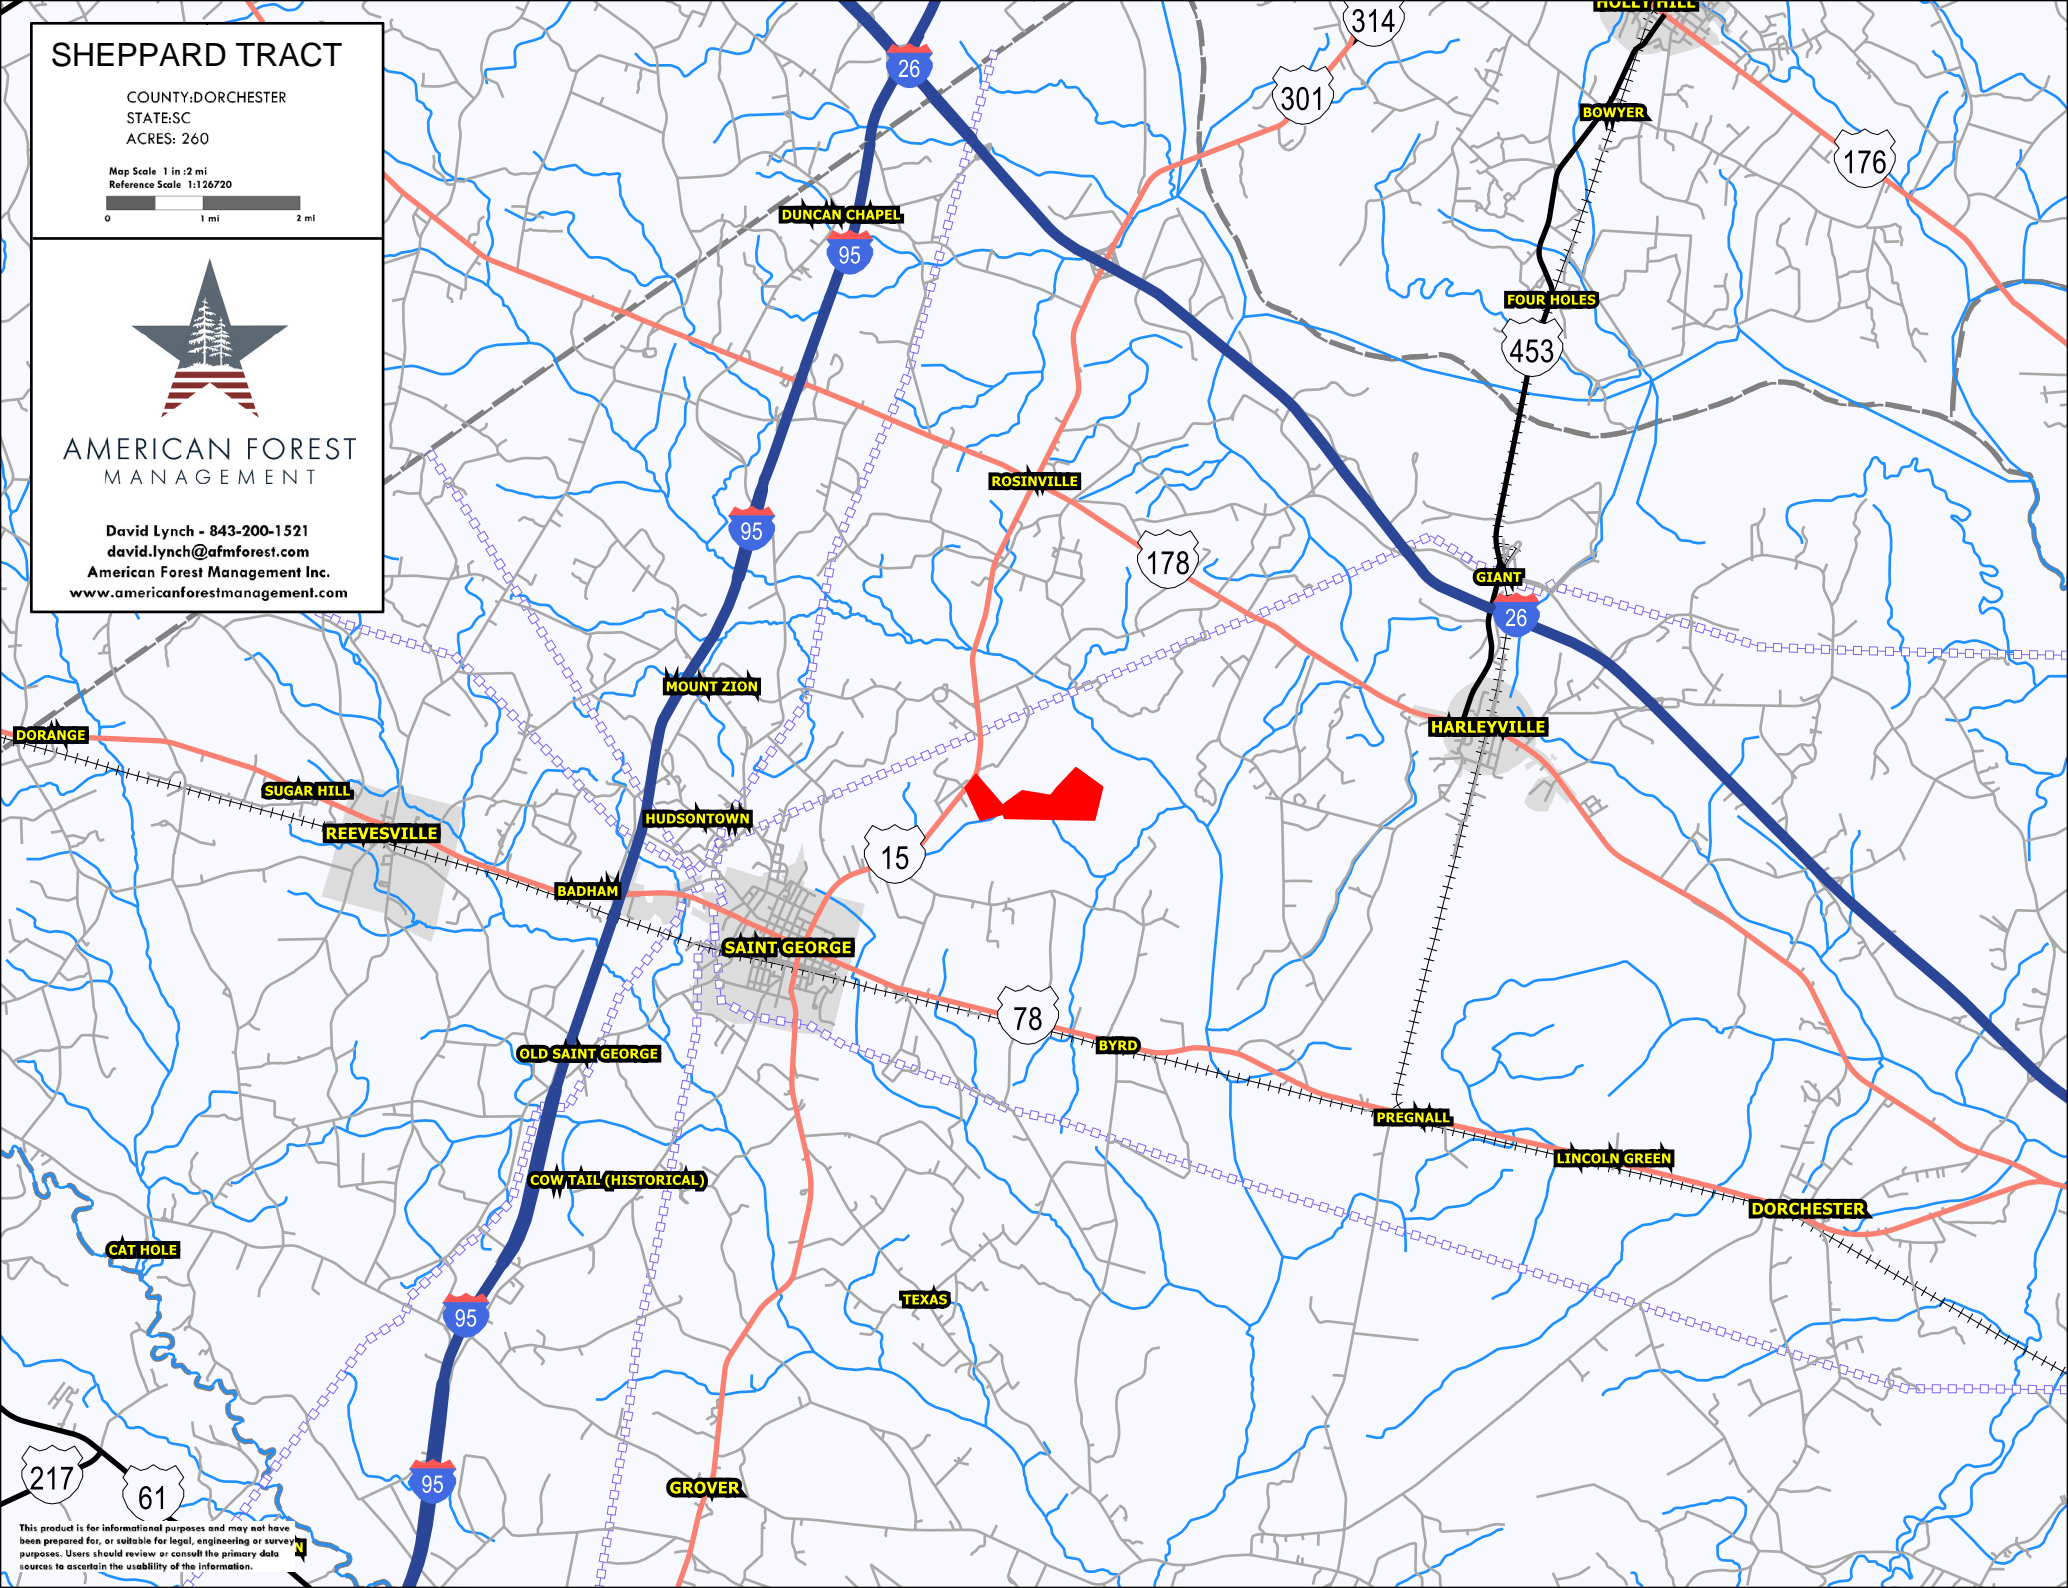 SHEPPARD TRACT
COUNTY:DORCHESTER
STATE:SC
ACRES: 260
Map Scale 1 in :2 mi
Reference Scale 1:126720
0 1 mi 2 mi
AMERICAN FOREST
MANAGEMENT
David Lynch - 843-200-1521
david.lynch@afmforest.com
American Forest Management Inc.
www.americanforestmanagement.com
HOLLY HILL
314
26
301
BOWYER
176
DUNCAN CHAPEL
95
FOUR HOLES
453
ROSINVILLE
95
178
GIANT
26
MOUNT ZION
HARLEYVILLE
DORANGE
SUGAR HILL
HUDSONTOWN
REEVESVILLE
15
BADHAM
SAINT GEORGE
78
BYRD
OLD SAINT GEORGE
PREGNALL
LINCOLN GREEN
COW TAIL (HISTORICAL)
DORCHESTER
CAT HOLE
TEXAS
95
217
61
95
GROVER
This product is for informational purposes and may not have
been prepared for, or suitable for legal, engineering or survey
purposes. Users should review or consult the primary data
sources to ascertain the usablility of the information.